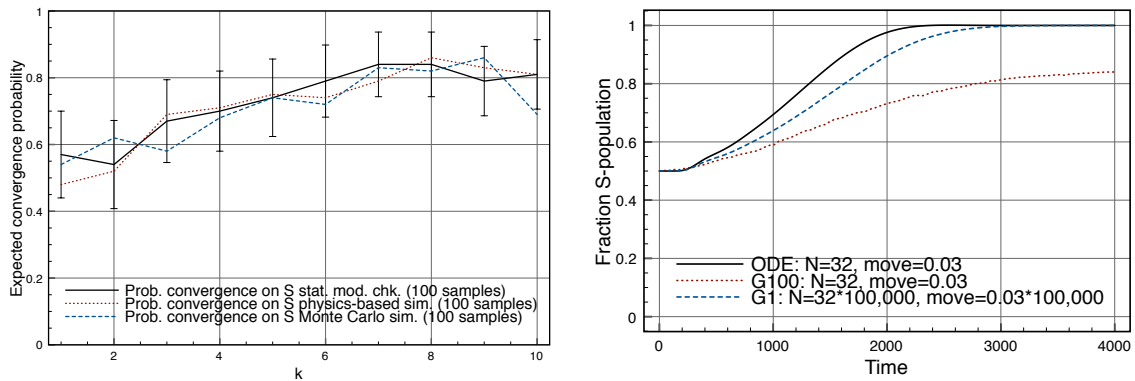 Expected convergence probability
1
0.8
0.6
0.4
0.2
0
2
4
6
8
10
k
Prob. convergence on S stat. mod. chk. (100 samples)
Prob. convergence on S physics-based sim. (100 samples)
Prob. convergence on S Monte Carlo sim. (100 samples)
Fraction S-population
1
0.8
0.6
0.4
0.2
0
0
1000
2000
3000
4000
Time
ODE: N=32, move=0.03
G100: N=32, move=0.03
G1: N=32*100,000, move=0.03*100,000